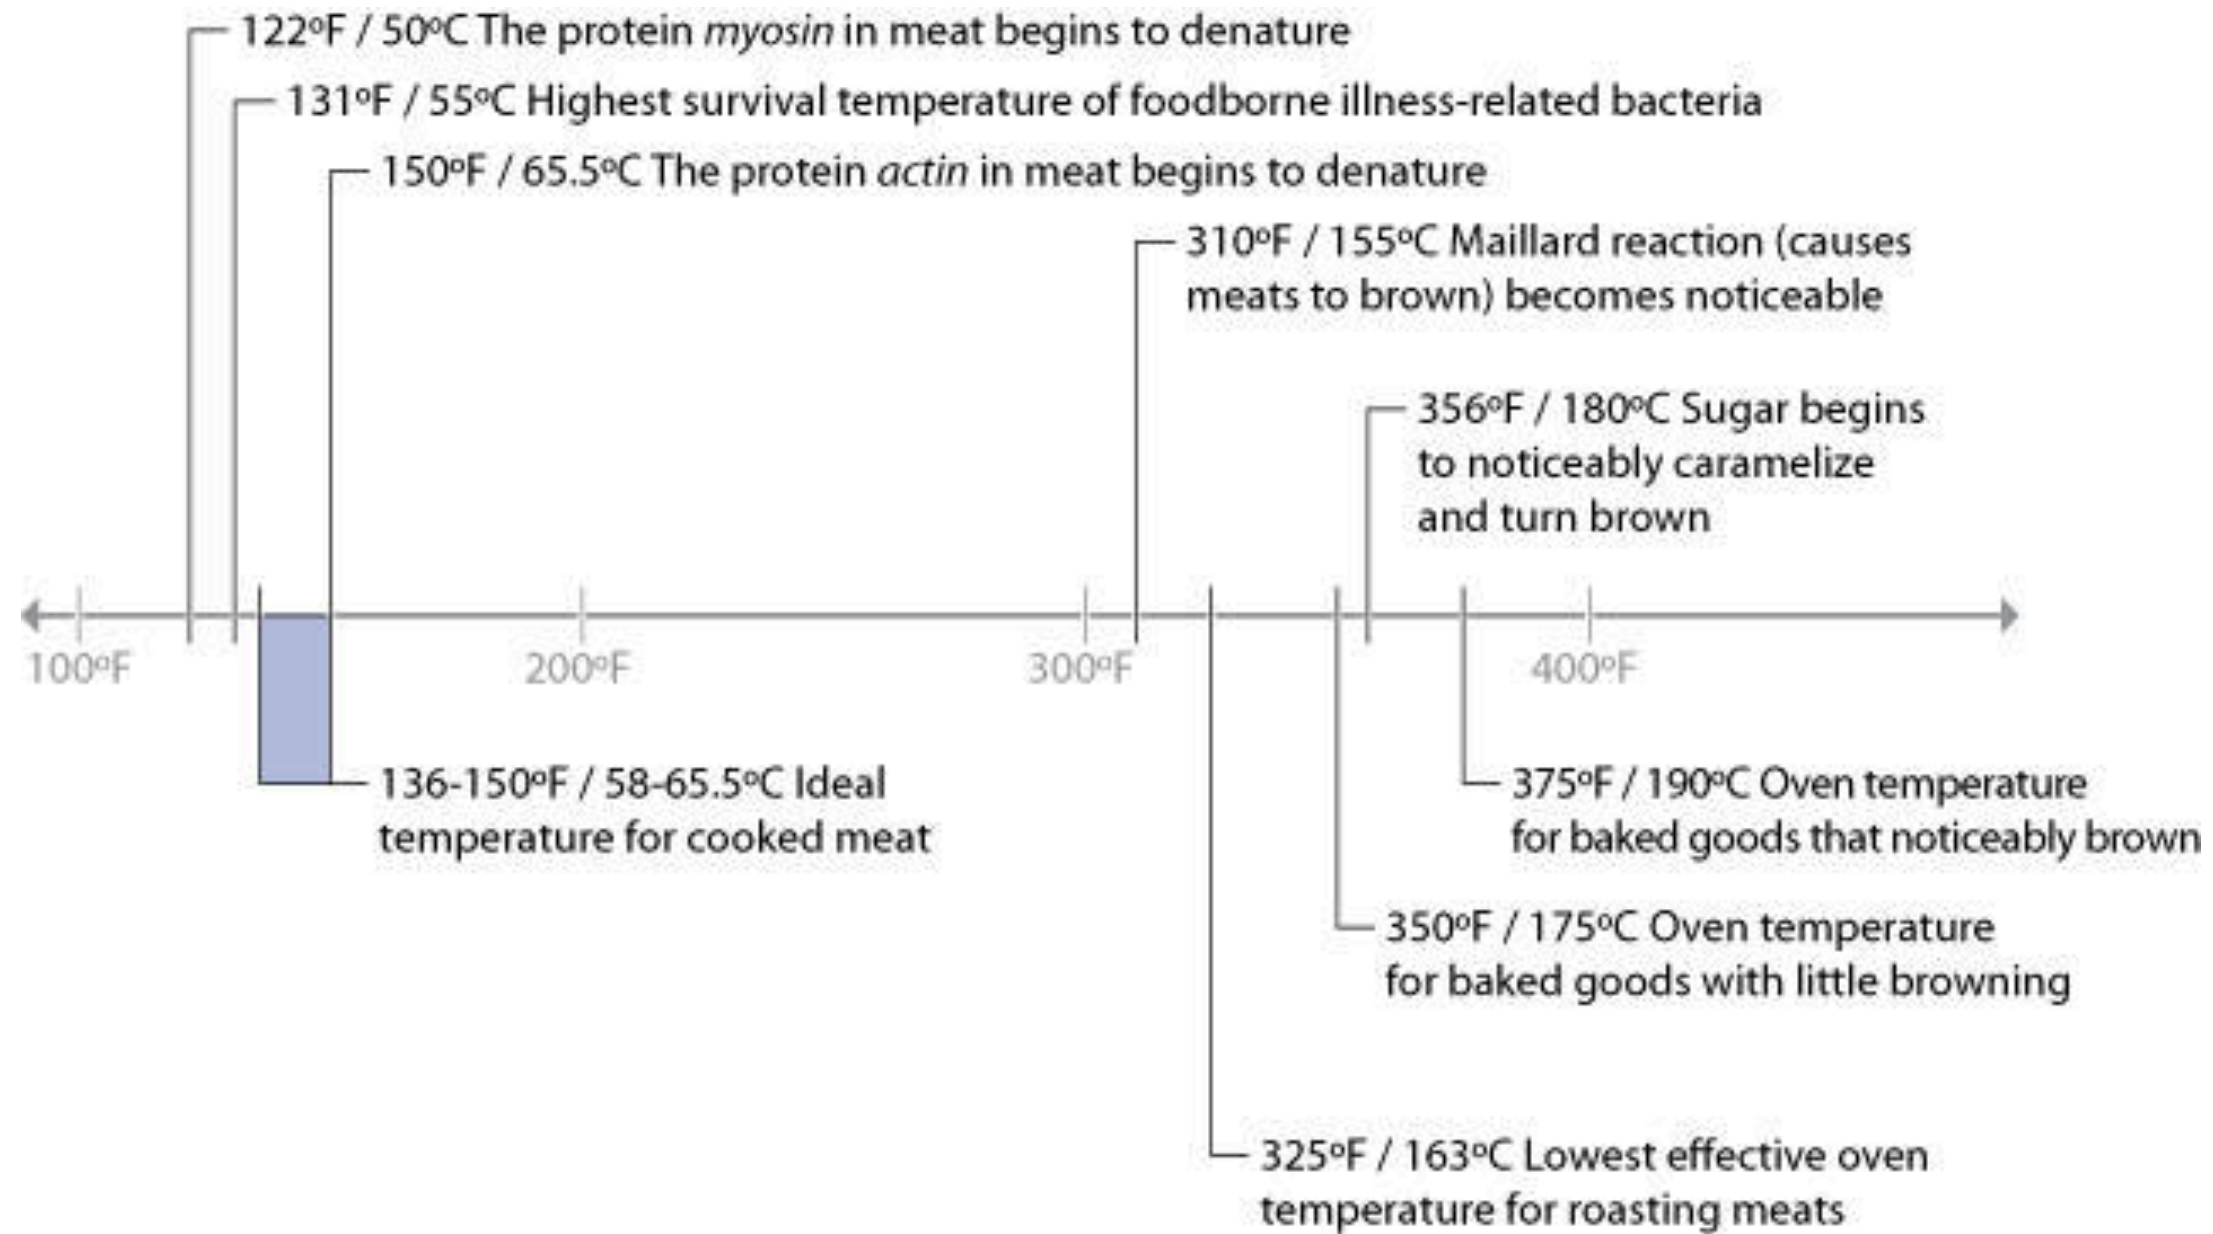 122ºF / 50ºC The protein myosin in meat begins to denature
131ºF / 55ºC Highest survival temperature of foodborne illness-related bacteria
150ºF / 65.5ºC The protein actin in meat begins to denature
310ºF / 155ºC Maillard reaction (causes
meats to brown) becomes noticeable
356ºF / 180ºC Sugar begins
to noticeably caramelize
and turn brown
100ºF
200ºF
300ºF
400ºF
136-150ºF / 58-65.5ºC Ideal
temperature for cooked meat
375ºF / 190ºC Oven temperature
for baked goods that noticeably brown
350ºF / 175ºC Oven temperature
for baked goods with little browning
325ºF / 163ºC Lowest effective oven
temperature for roasting meats